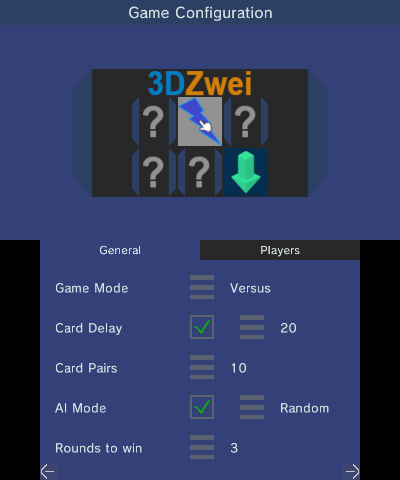 Game Configuration
3DZwei
? ?
? ?
General Players
Game Mode Versus
Card Delay 20
Card Pairs 10
AI Mode Random
Rounds to win 3